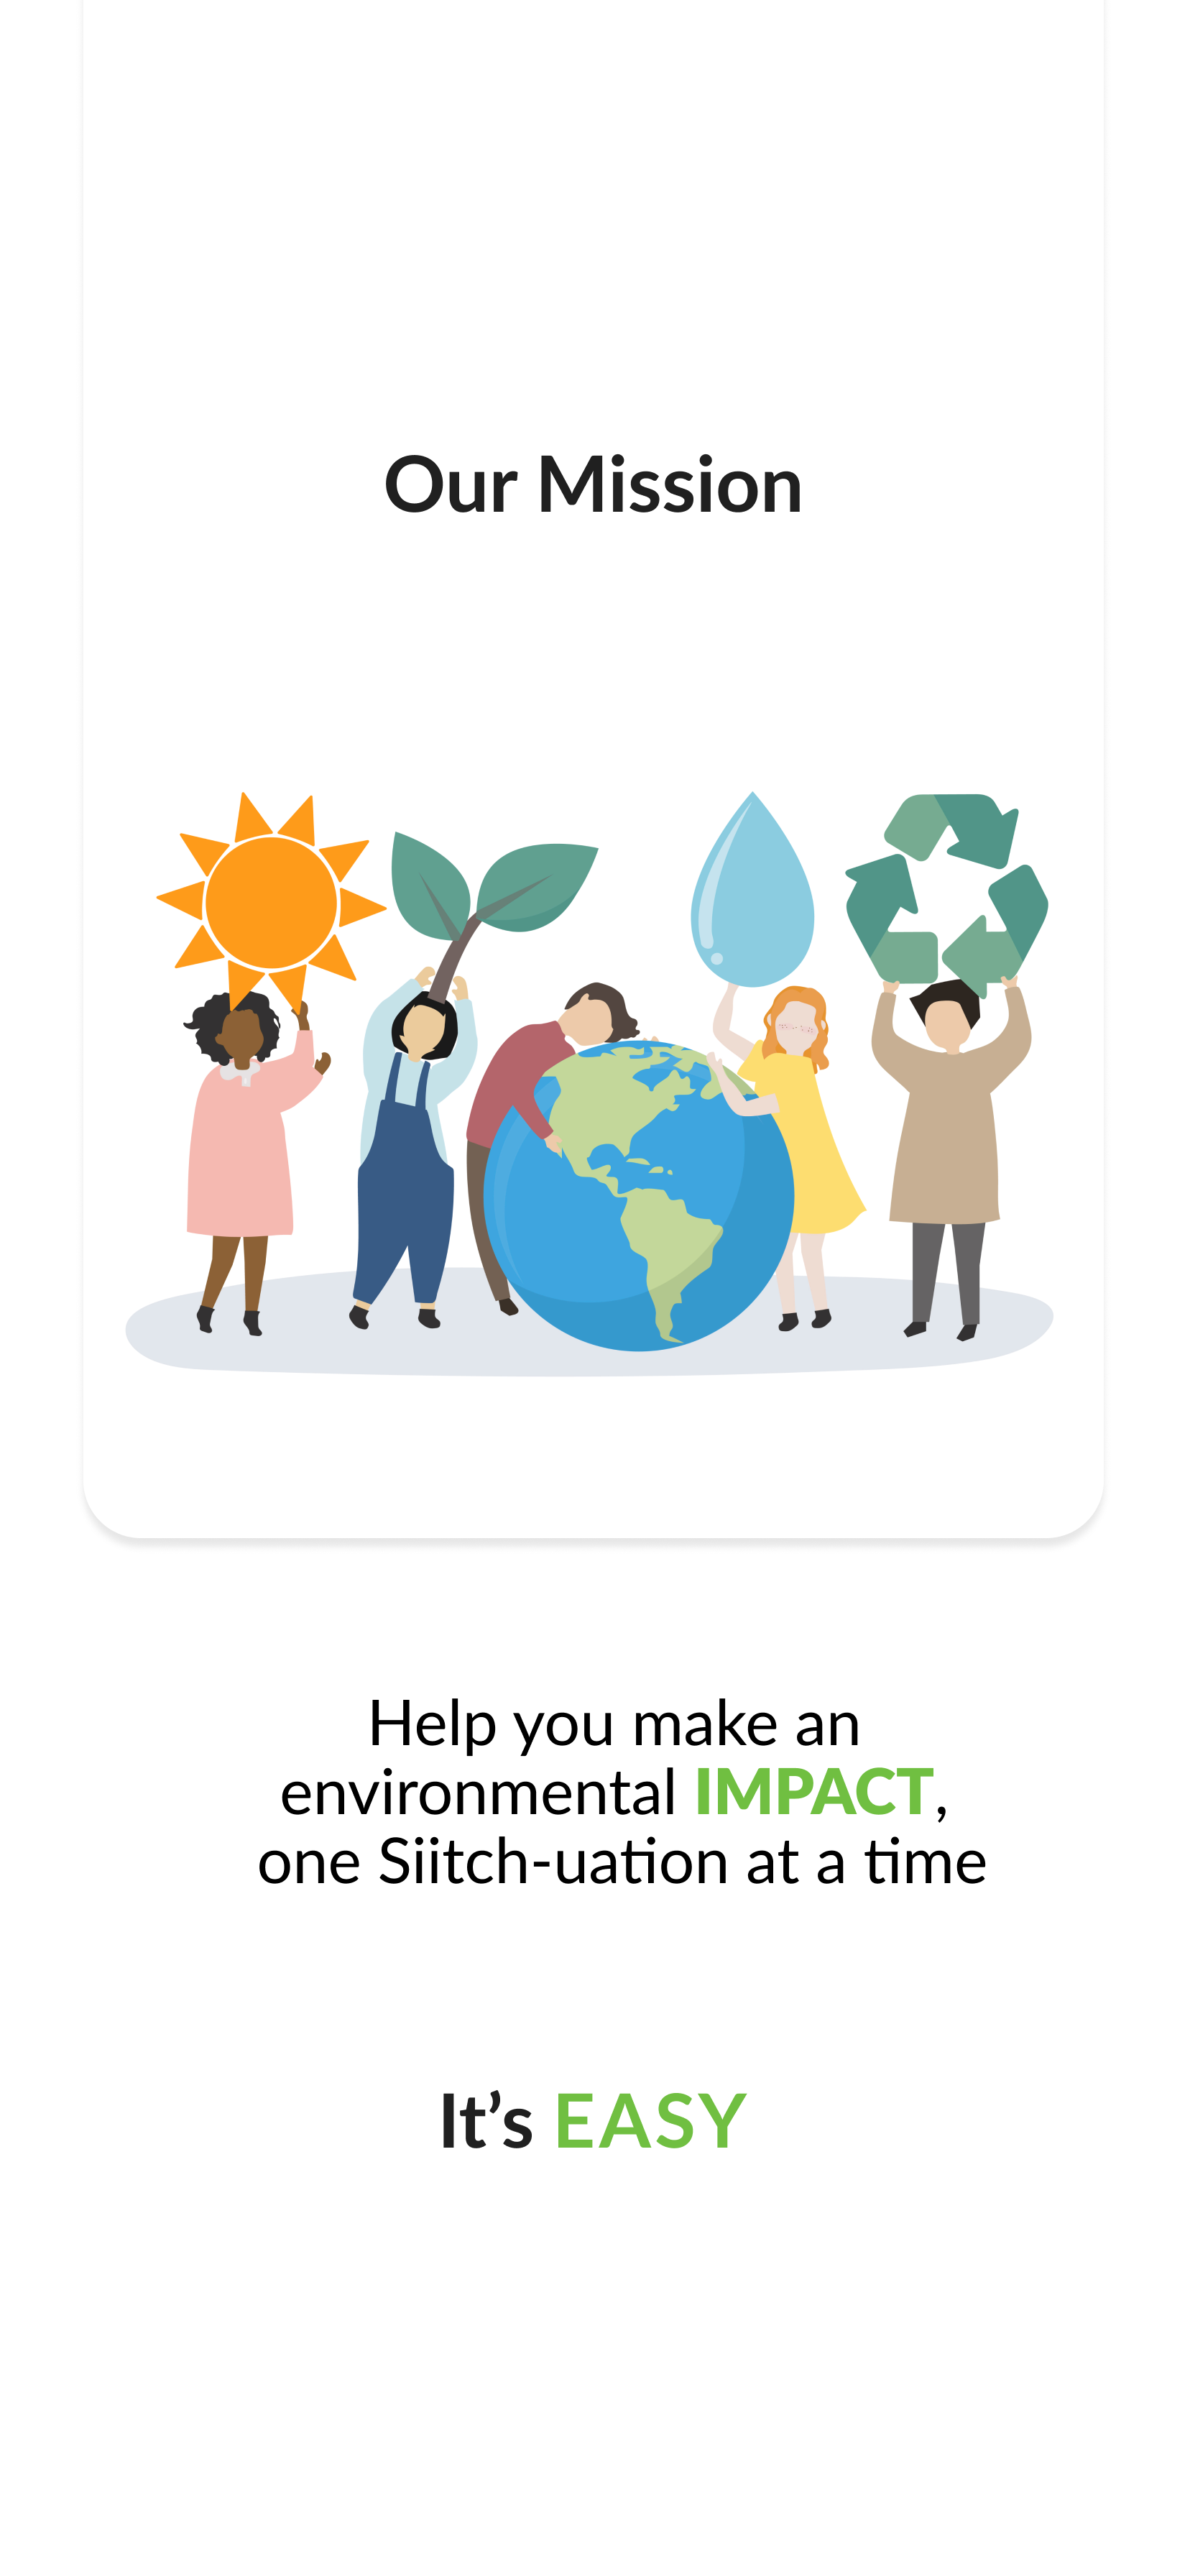 Our Mission
Help you make an
environmental IMPACT,
one Siitch-uation at a time
It’s EASY